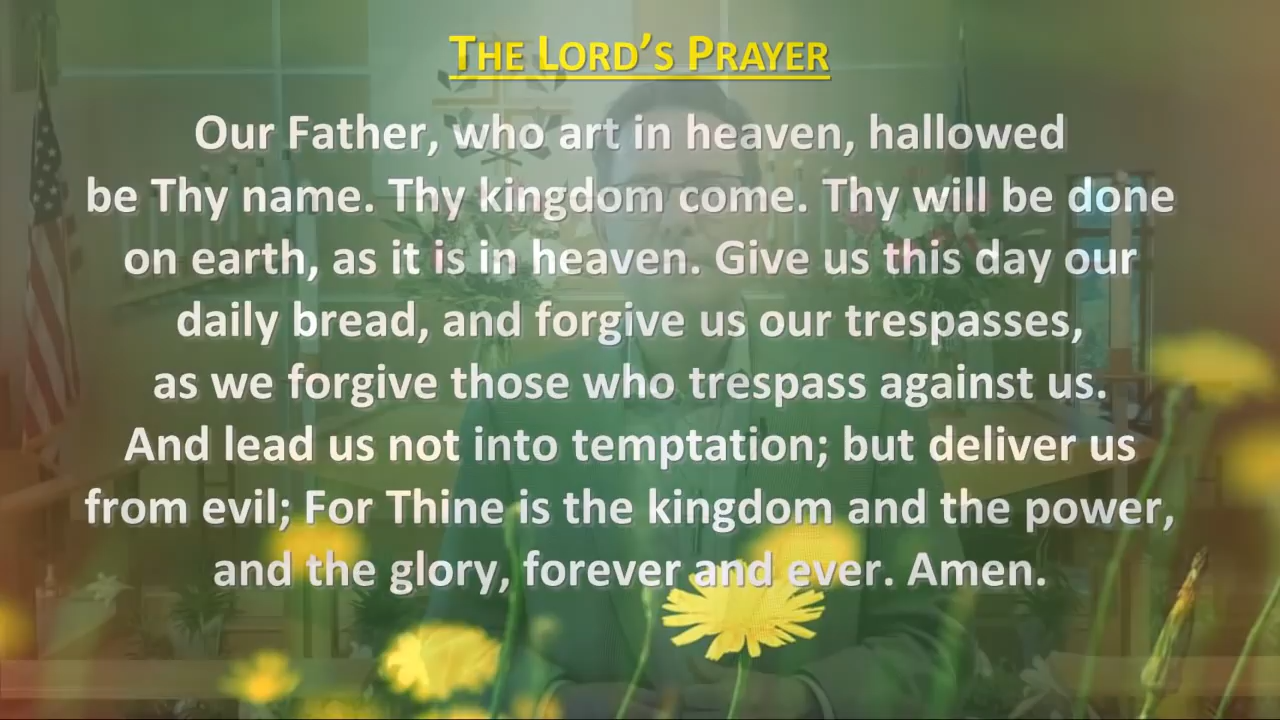 THE LORD'S PRAYER
Our Father, who art in heaven, hallowed
be Thy name. Thy kingdom come. Thy will be done
on earth, as it is in heaven. Give us this day our
daily bread, and forgive us our trespasses,
as we forgive those who trespass against us.
And lead us not into temptation; but deliver us
from evil; For Thine is the kingdom and the power,
and the glory, forever and ever. Amen.